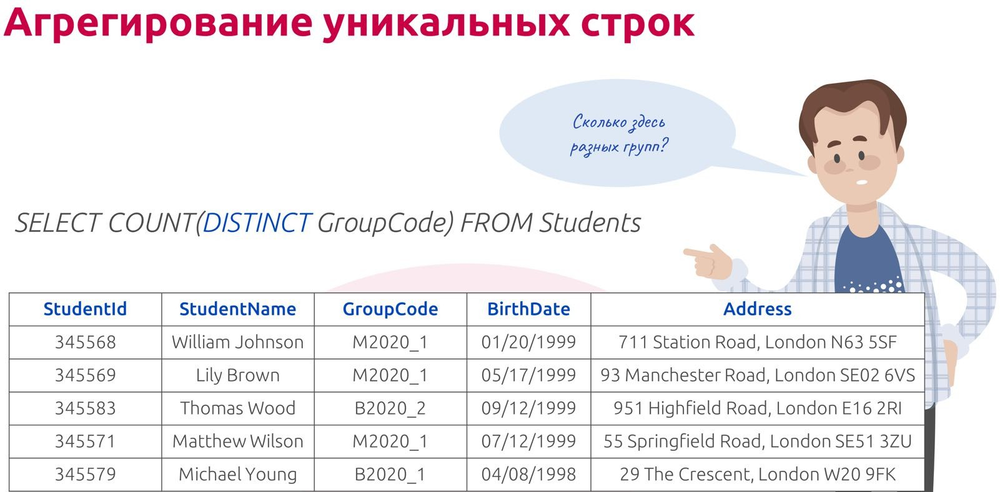 Агрегирование уникальных строк
Сколько здесь
разных групп?
SELECT COUNT(DISTINCT GroupCode) FROM Students
StudentId StudentName GroupCode BirthDate Address
345568 William Johnson M2020_1 01/20/1999 711 Station Road, London N63 5SF
345569 Lily Brown M2020_1 05/17/1999 93 Manchester Road, London SE02 6VS
345583 Thomas Wood B2020_2 09/12/1999 951 Highfield Road, London E16 2RI
345571 Matthew Wilson M2020_1 07/12/1999 55 Springfield Road, London SE51 3ZU
345579 Michael Young B2020_1 04/08/1998 29 The Crescent, London W20 9FK